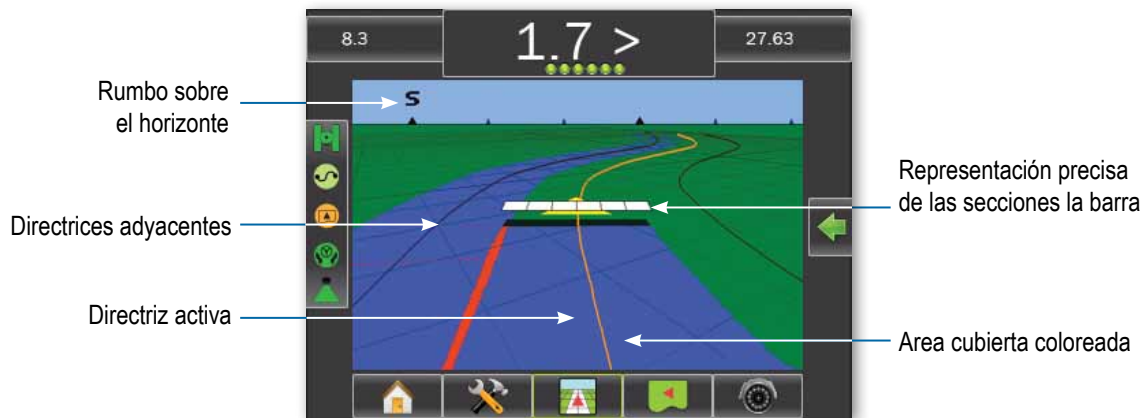 8.3
1.7 >
27.63
S
Rumbo sobre
el horizonte
Directrices adyacentes
Directriz activa
Representación precisa
de las secciones la barra
Area cubierta coloreada